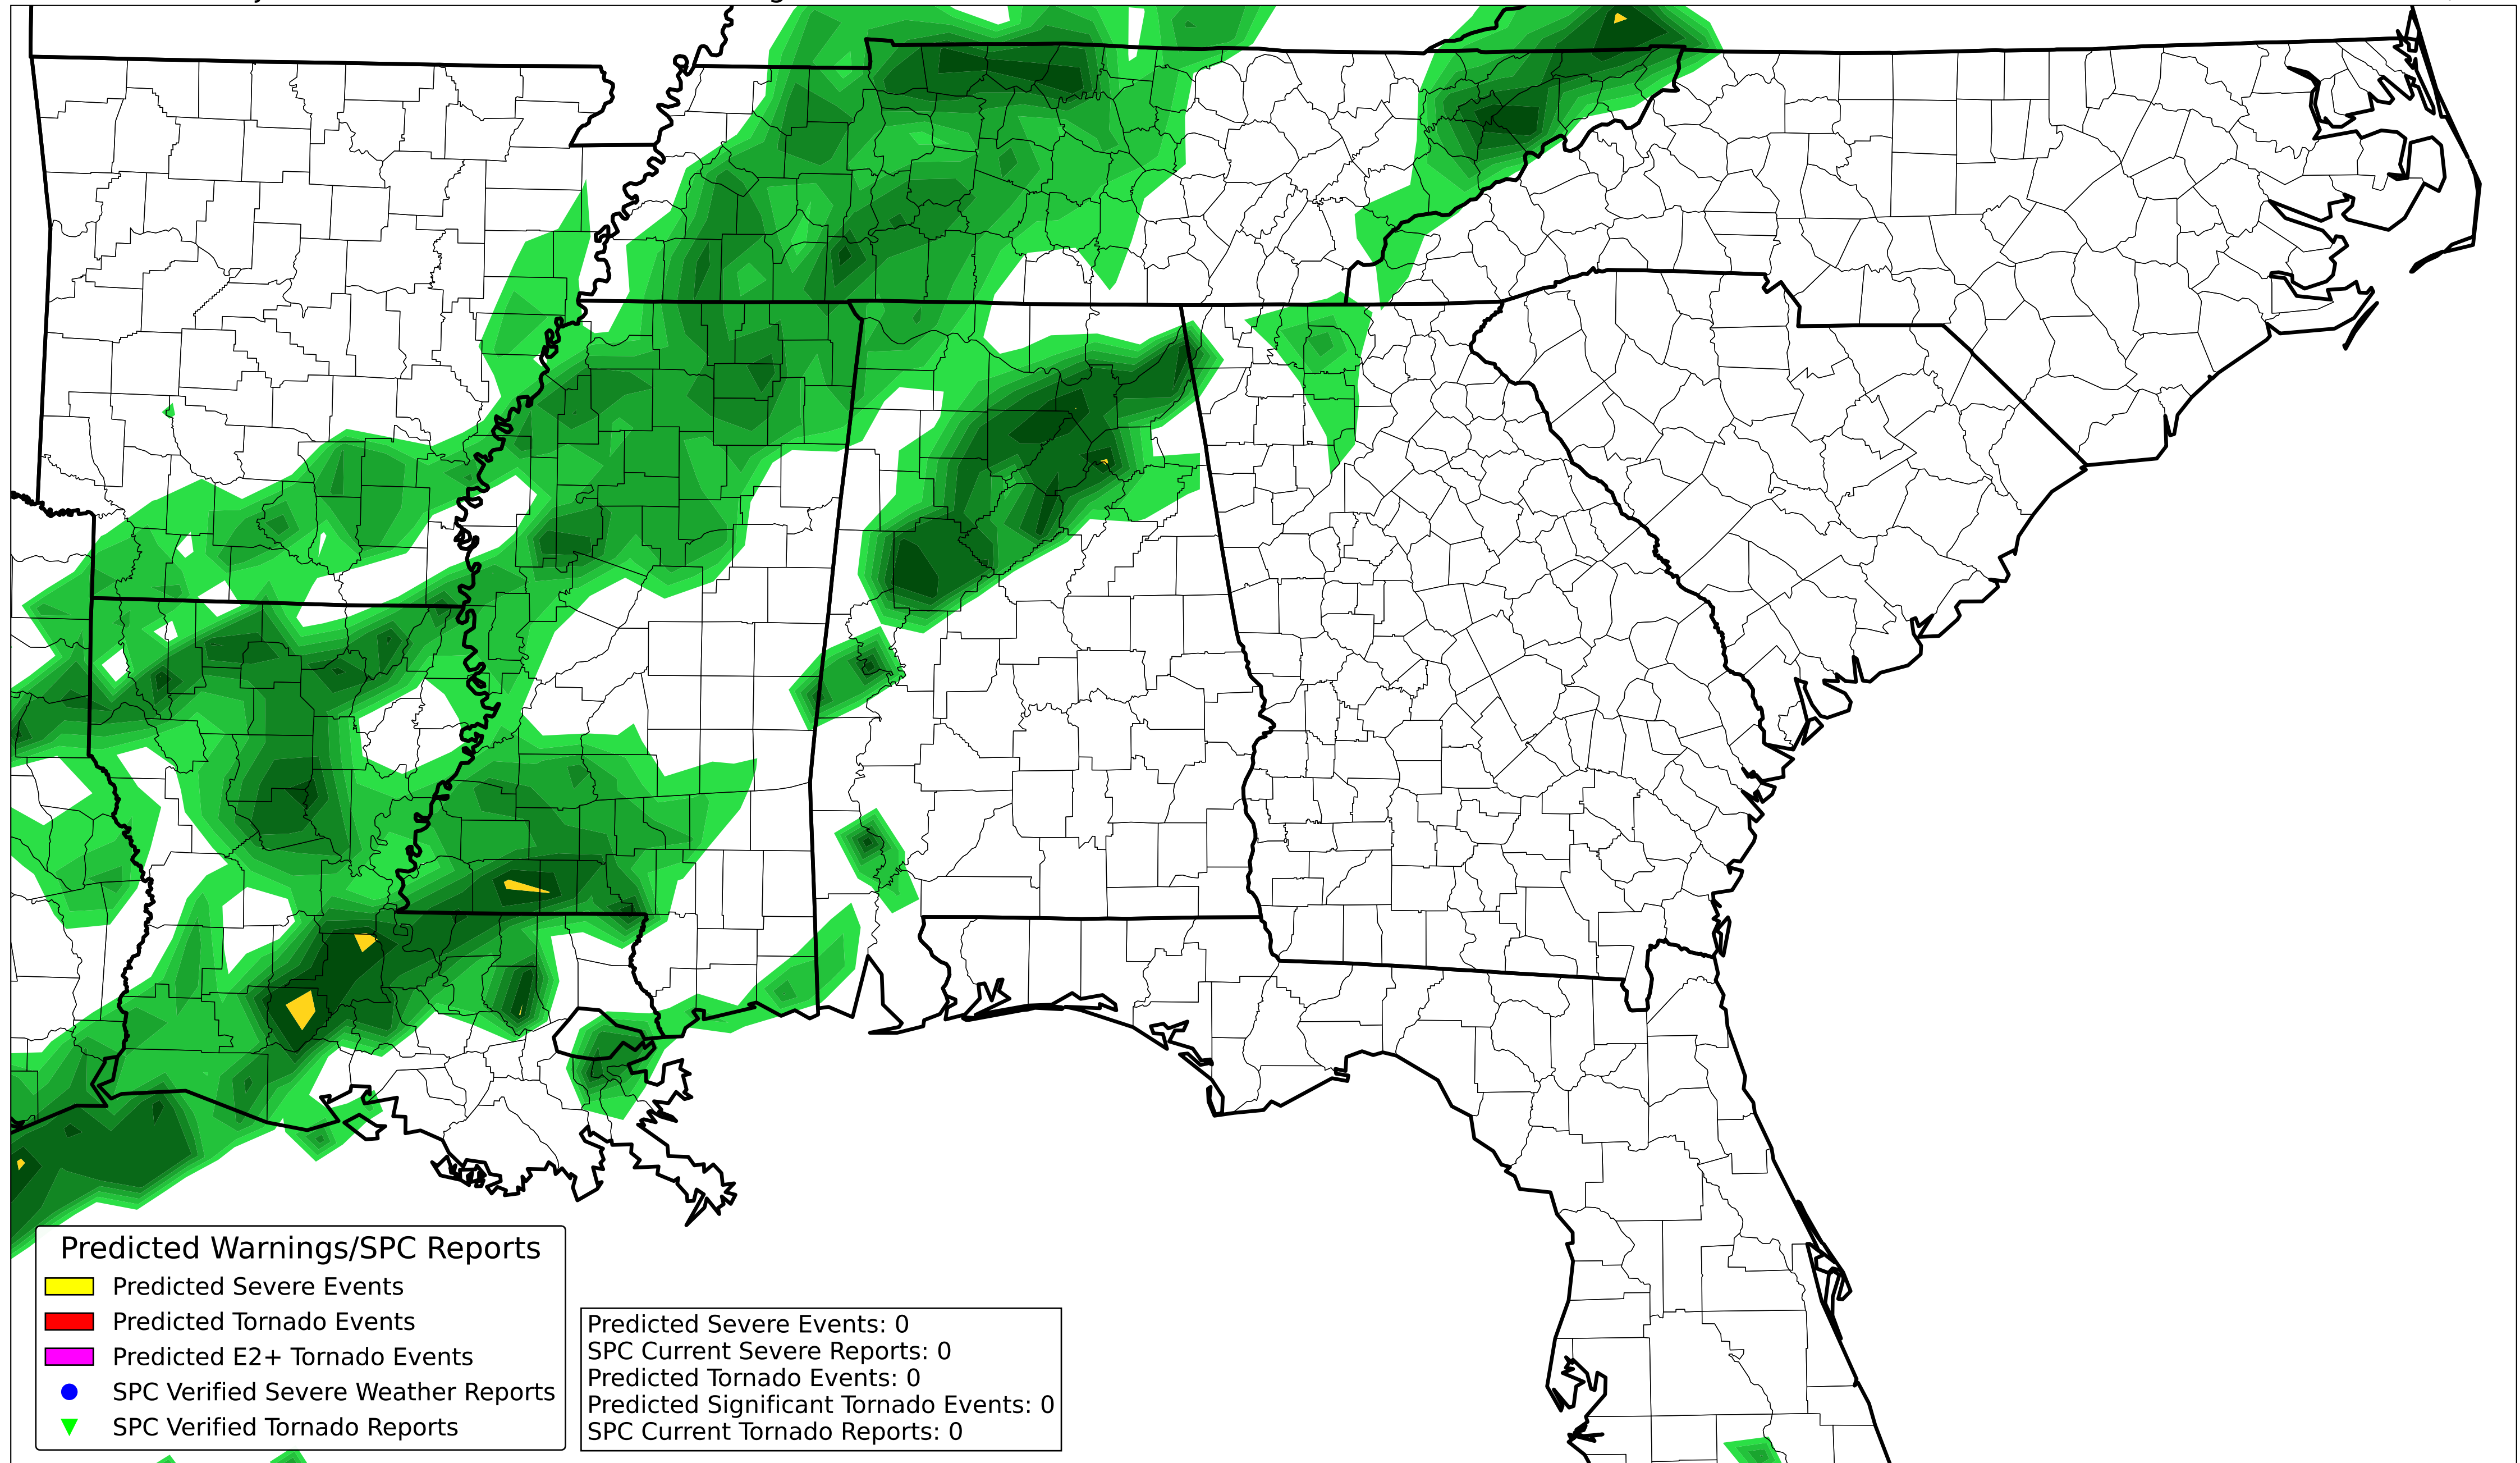 Predicted Warnings/SPC Reports
Predicted Severe Events
Predicted Tornado Events
Predicted E2+ Tornado Events
SPC Verified Severe Weather Reports
SPC Verified Tornado Reports
Predicted Severe Events: 0
SPC Current Severe Reports: 0
Predicted Tornado Events: 0
Predicted Significant Tornado Events: 0
SPC Current Tornado Reports: 0